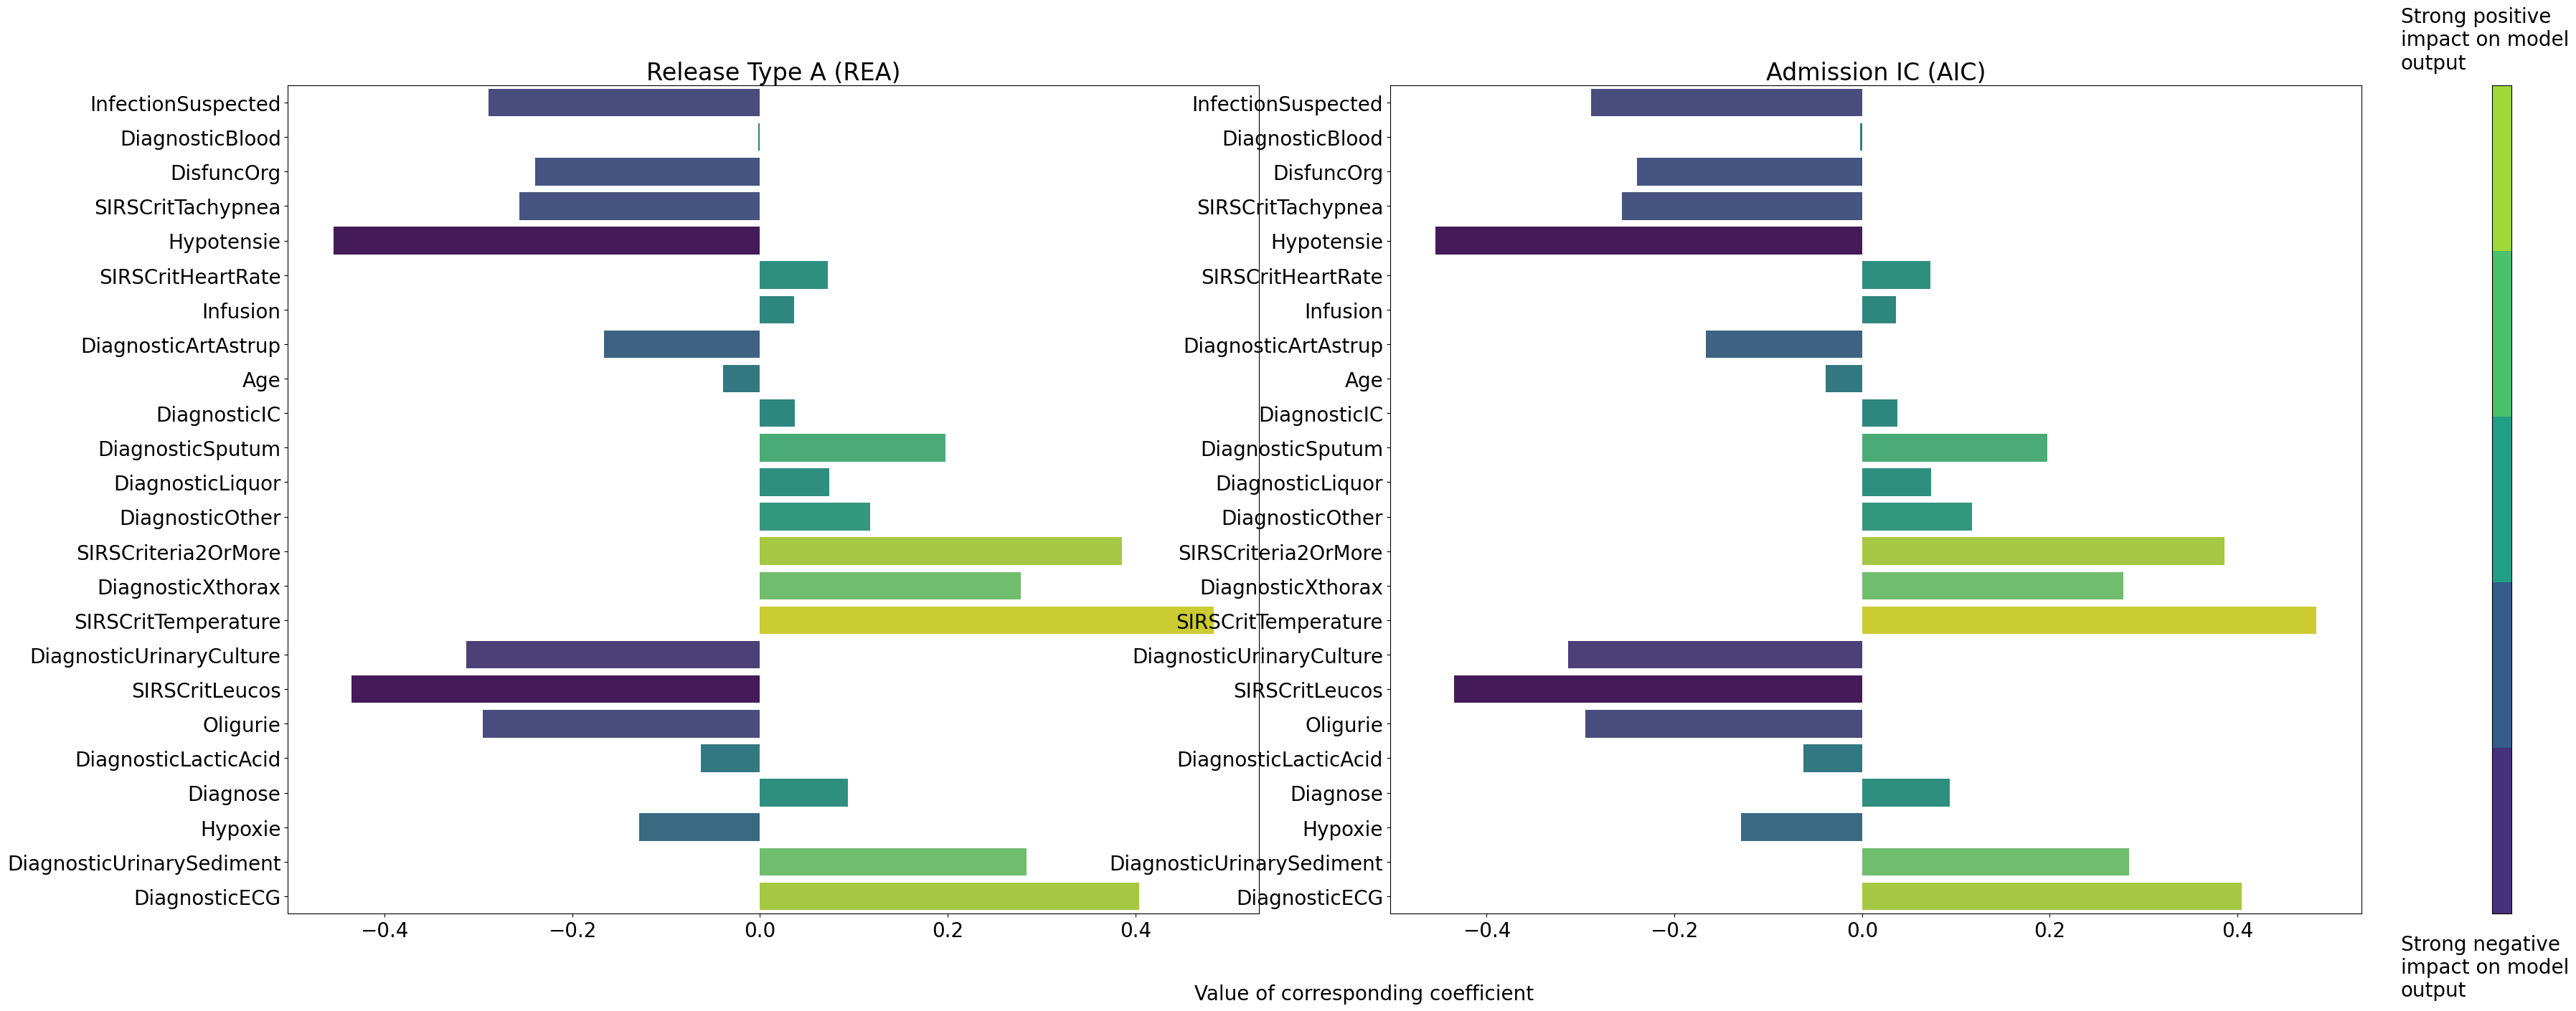 Strong positive
impact on model
output
Release Type A (REA)
InfectionSuspected
DiagnosticBlood
DisfuncOrg
SIRSCritTachypnea
Hypotensie
SIRSCritHeartRate
Infusion
DiagnosticArtAstrup
Age
DiagnosticIC
DiagnosticSputum
DiagnosticLiquor
DiagnosticOther
SIRSCriteria2OrMore
DiagnosticXthorax
SIRSCritTemperature
DiagnosticUrinaryCulture
SIRSCritLeucos
Oligurie
DiagnosticLacticAcid
Diagnose
Hypoxie
DiagnosticUrinarySediment
DiagnosticECG
−0.4 −0.2 0.0 0.2 0.4
Admission IC (AIC)
InfectionSuspected
DiagnosticBlood
DisfuncOrg
SIRSCritTachypnea
Hypotensie
SIRSCritHeartRate
Infusion
DiagnosticArtAstrup
Age
DiagnosticIC
DiagnosticSputum
DiagnosticLiquor
DiagnosticOther
SIRSCriteria2OrMore
DiagnosticXthorax
SIRSCritTemperature
DiagnosticUrinaryCulture
SIRSCritLeucos
Oligurie
DiagnosticLacticAcid
Diagnose
Hypoxie
DiagnosticUrinarySediment
DiagnosticECG
−0.4 −0.2 0.0 0.2 0.4
Strong negative
impact on model
output
Value of corresponding coefficient